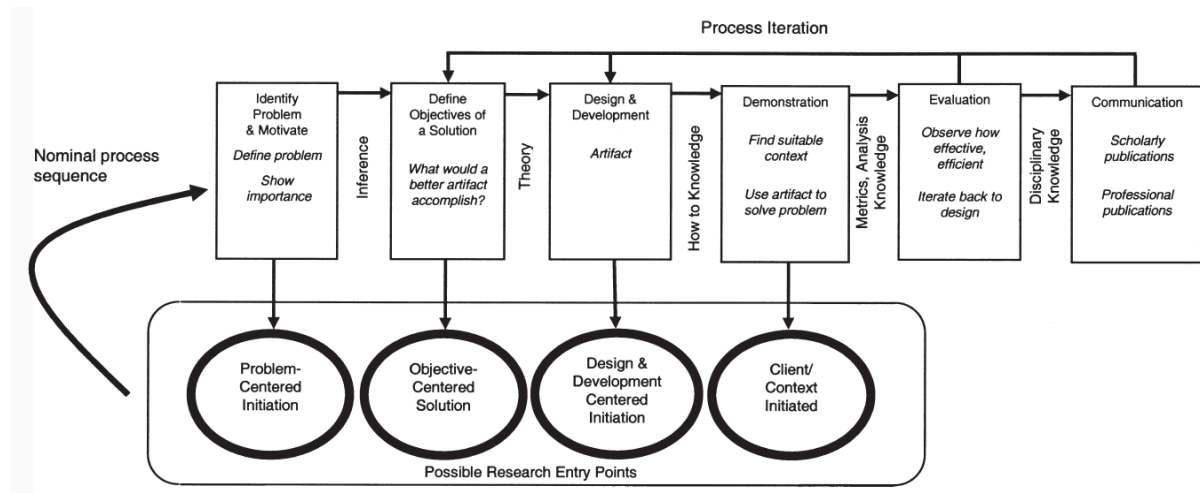 Process Iteration
Nominal process
sequence
Identify
Problem
& Motivate
Define problem
Show
importance
Inference
Define
Objectives of
a Solution
What would a
better artifact
accomplish?
Theory
Design &
Development
Artifact
How to Knowledge
Demonstration
Find suitable
context
Use artifact to
solve problem
Metrics, Analysis
Knowledge
Evaluation
Observe how
effective,
efficient
Iterate back to
design
Disciplinary
Knowledge
Communication
Scholarly
publications
Professional
publications
Problem-
Centered
Initiation
Objective-
Centered
Solution
Design &
Development
Centered
Initiation
Client/
Context
Initiated
Possible Research Entry Points